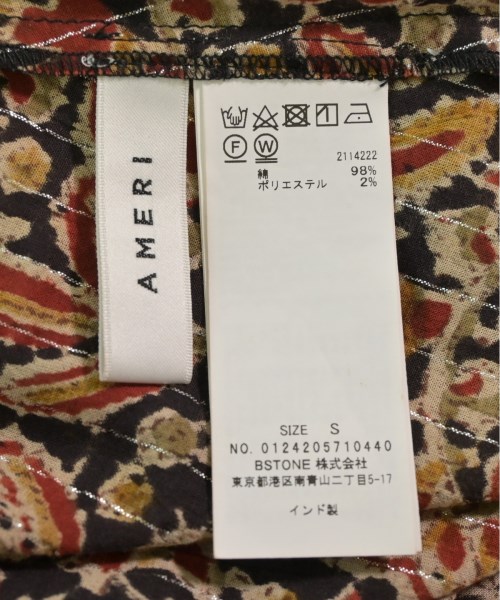 AMERI
F W
2114222
綿 98%
ポリエステル 2%
SIZE S
NO. 0124205710440
BSTONE 株式会社
東京都港区南青山二丁目5-17
インド製